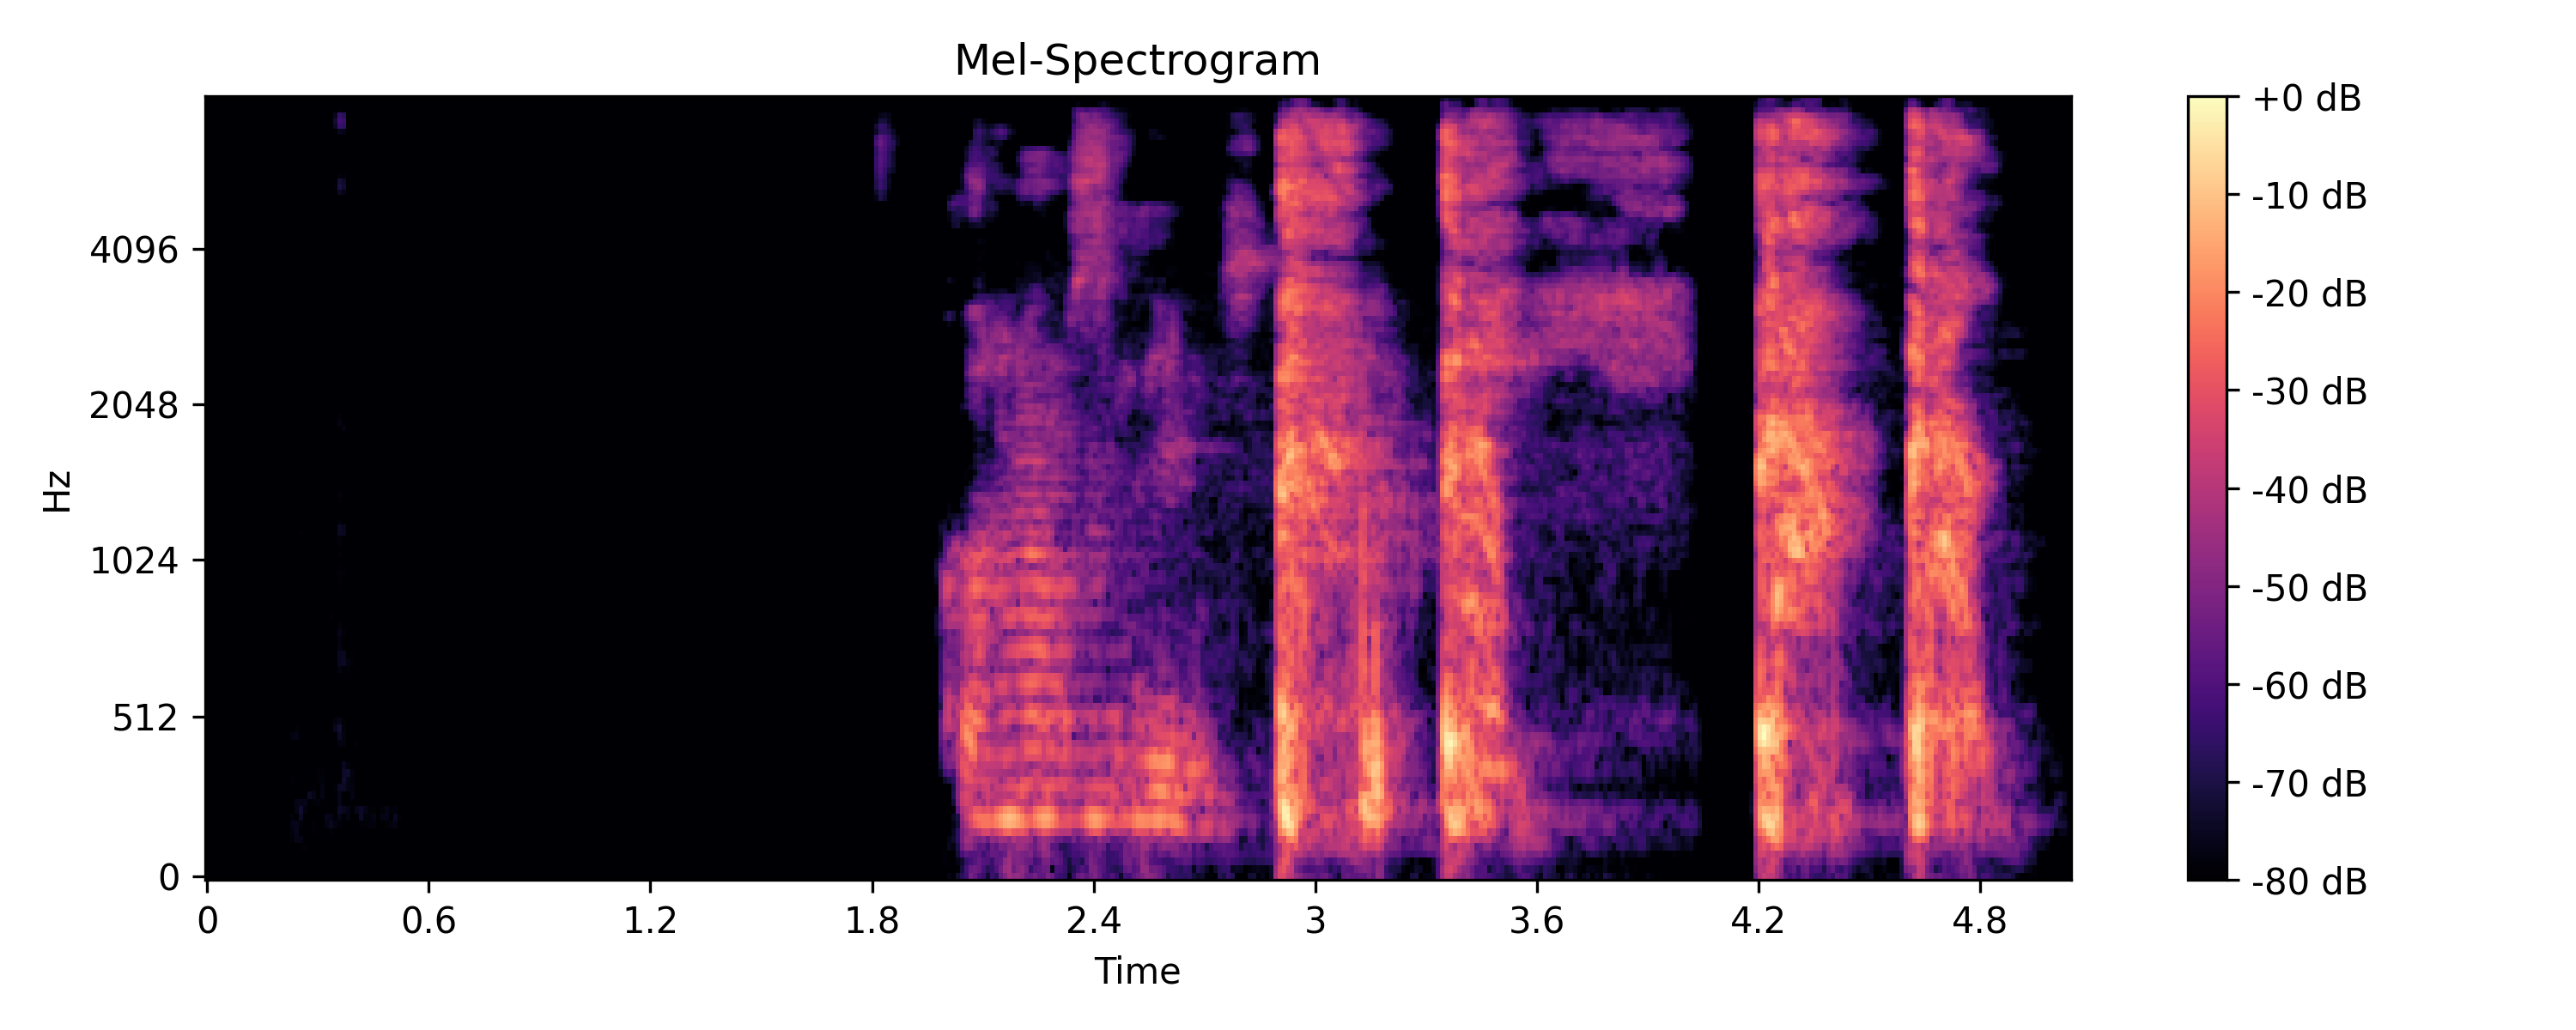 Mel-Spectrogram
+0 dB
-10 dB
-20 dB
-30 dB
-40 dB
-50 dB
-60 dB
-70 dB
-80 dB
Hz
4096
2048
1024
512
0
0 0.6 1.2 1.8 2.4 3 3.6 4.2 4.8
Time